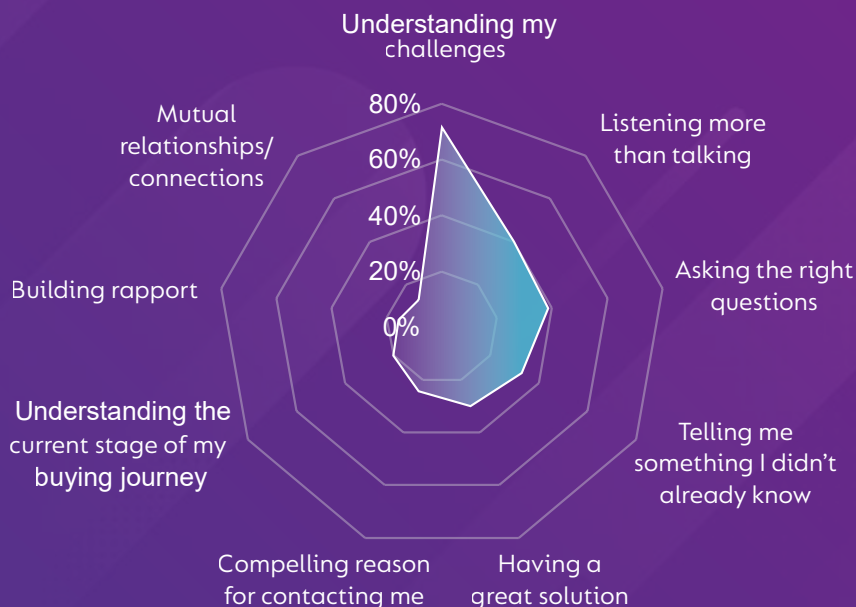 Understanding my
challenges
80%
60%
40%
20%
0%
Listening more
than talking
Asking the right
questions
Telling me
something I didn’t
already know
Having a
great solution
Compelling reason
for contacting me
Understanding the
current stage of my
buying journey
Building rapport
Mutual
relationships/
connections